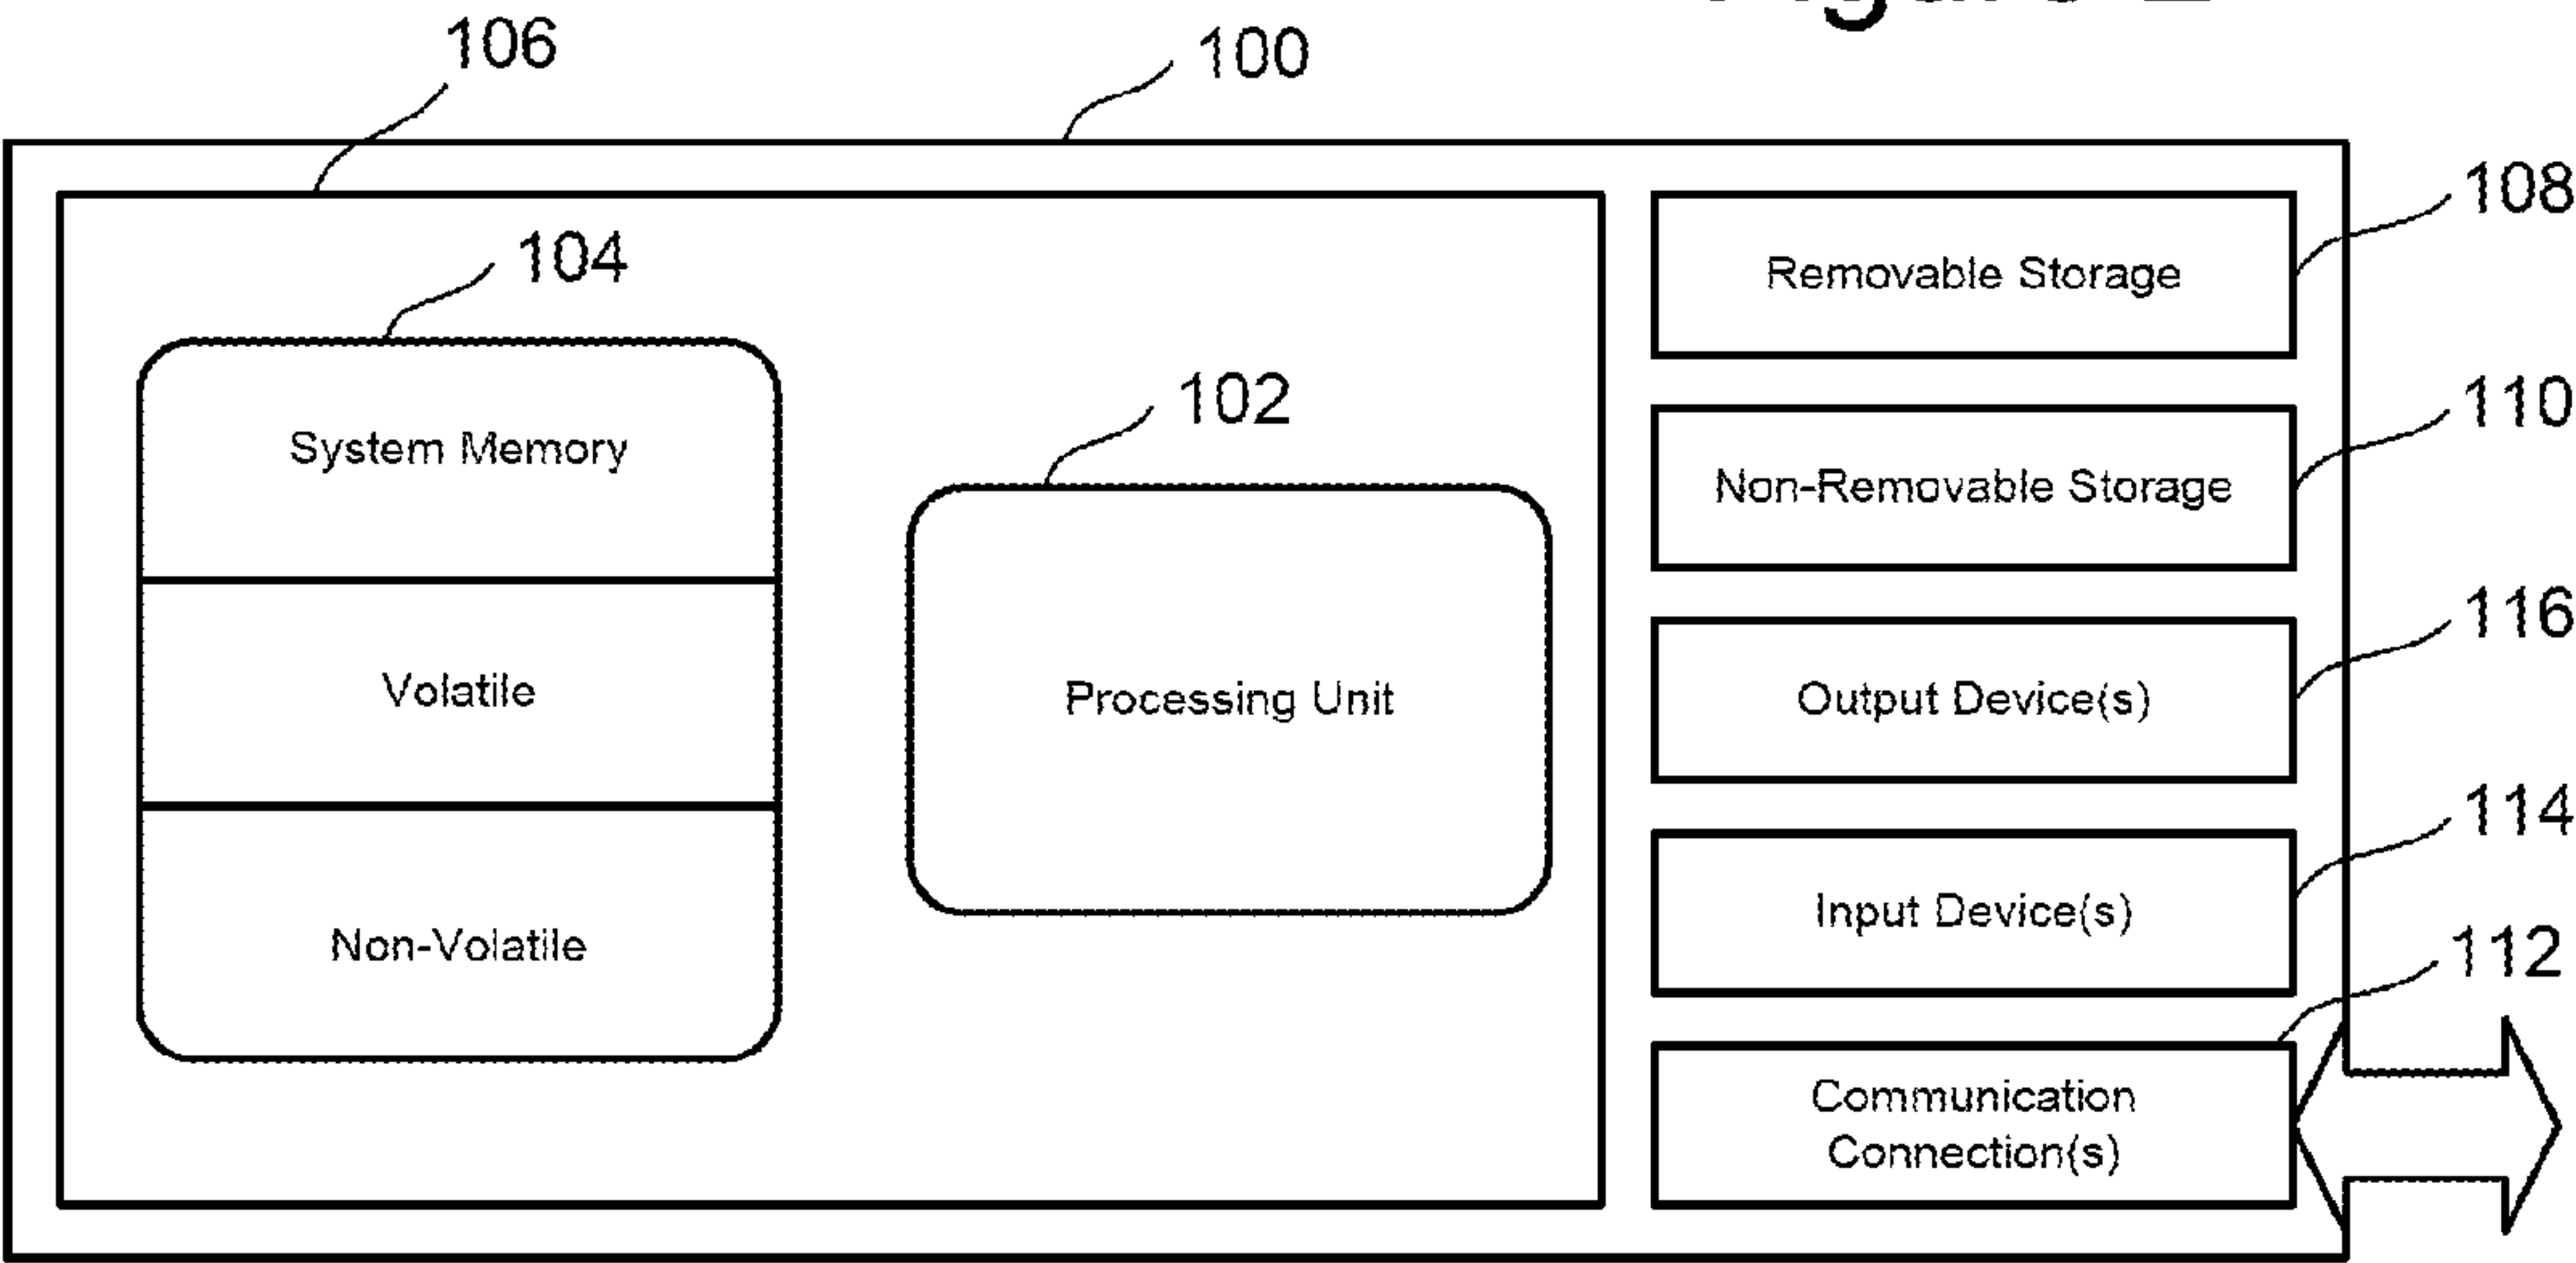 106
100
108
104
Removable Storage
102
110
System Memory
Non-Removable Storage
116
Volatile
Processing Unit
Output Device(s)
114
Input Device(s)
112
Non-Volatile
Communication
Connection(s)